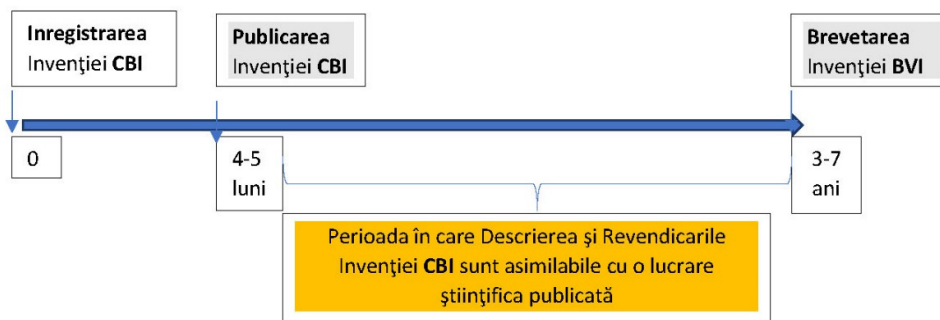 Inregistrarea
Invenţiei CBI
Publicarea
Invenţiei CBI
Brevetarea
Invenţiei BVI
0
4-5
luni
3-7
ani
Perioada în care Descrierea şi Revendicarile
Invenţiei CBI sunt asimilabile cu o lucrare
ştiinţifica publicată